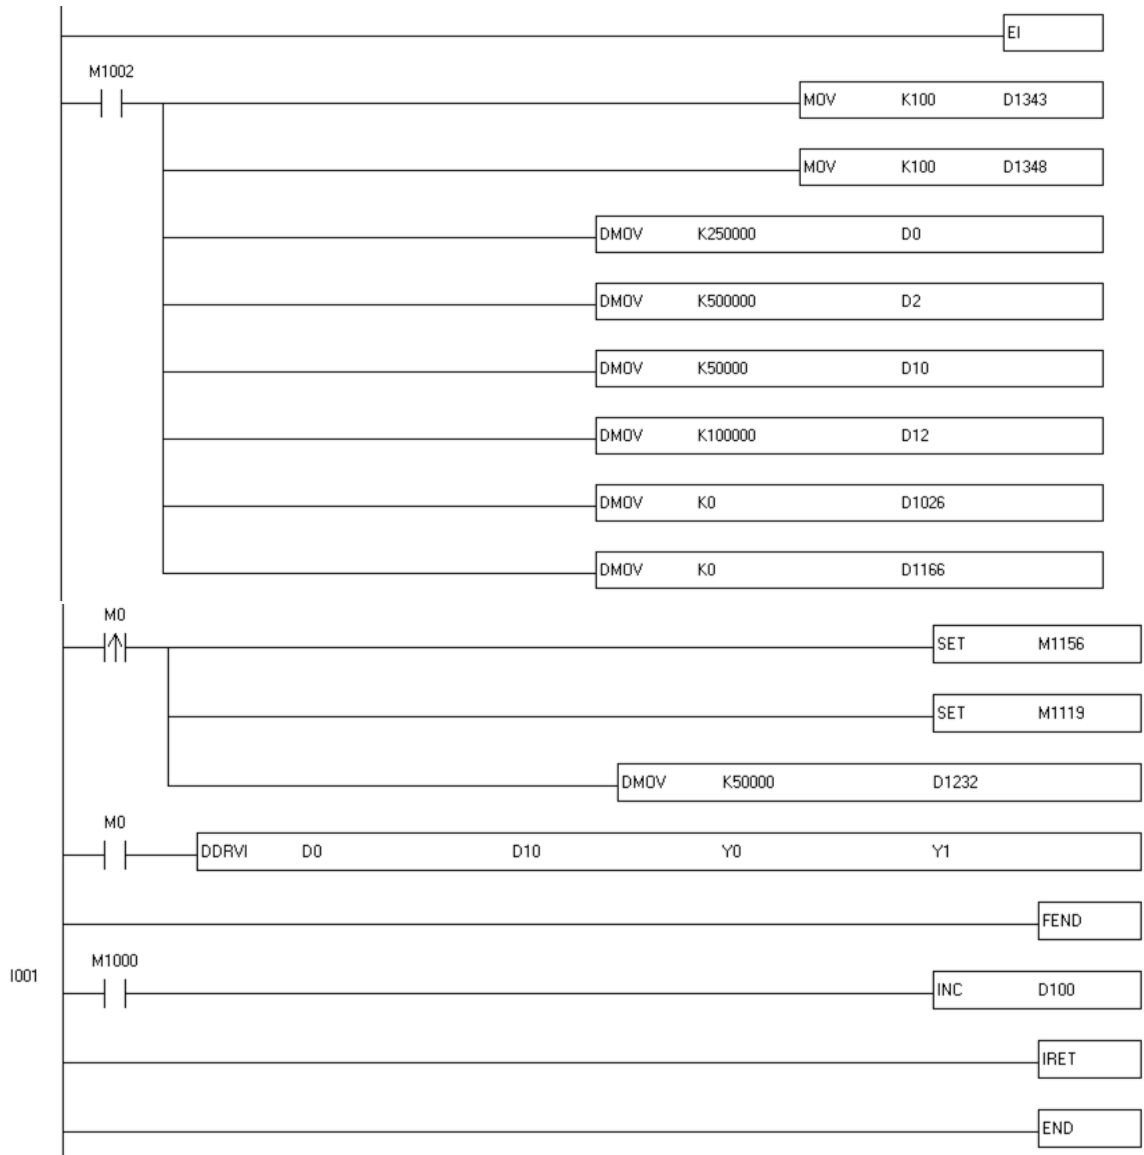 EI
M1002
MOV K100 D1343
MOV K100 D1348
DMOV K250000 D0
DMOV K500000 D2
DMOV K50000 D10
DMOV K100000 D12
DMOV K0 D1026
DMOV K0 D1166
M0
SET M1156
SET M1119
DMOV K50000 D1232
M0
DDRVI D0 D10 Y0 Y1
FEND
M1000
I001
INC D100
IRET
END